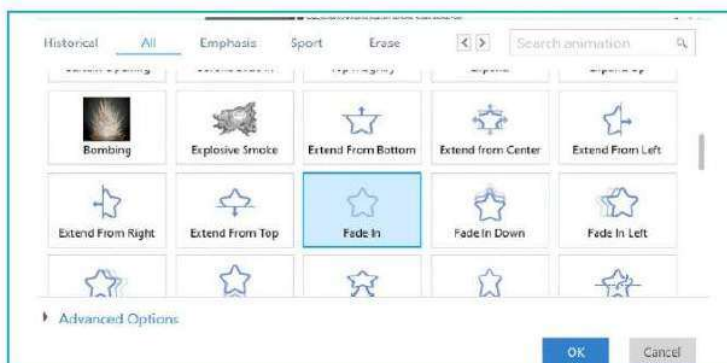 Historical All Emphasis Sport Erase < > Search animation
Bombing Explosive Smoke Extend From Bottom Extend from Center Extend From Left
Extend From Right Extend From Top Fade In Fade In Down Fade In Left
Advanced Options
OK Cancel